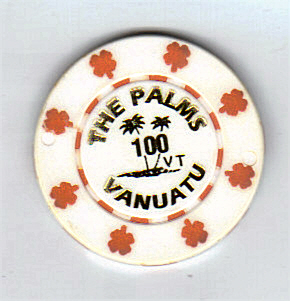 THE PALMS
100
VT
VANUATU